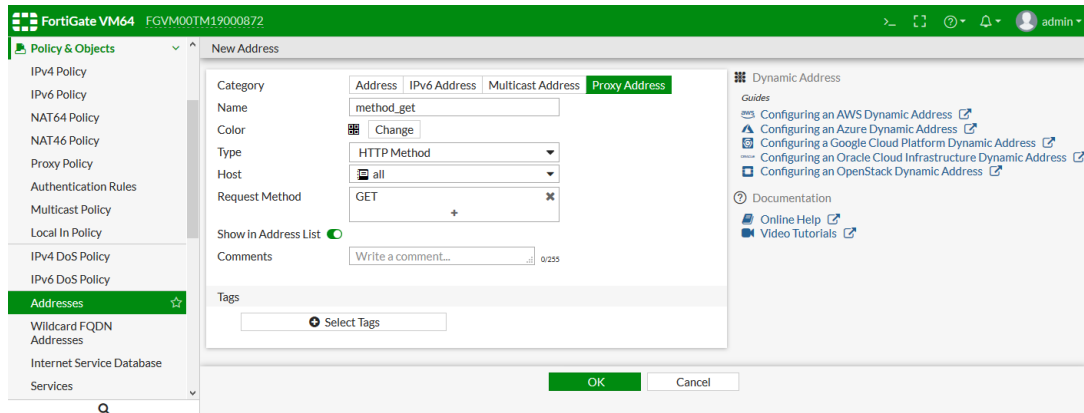 FortiGate VM64 FGVM00TM19000872
>_ admin
Policy & Objects
IPv4 Policy
IPv6 Policy
NAT64 Policy
NAT46 Policy
Proxy Policy
Authentication Rules
Multicast Policy
Local In Policy
IPv4 DoS Policy
IPv6 DoS Policy
Addresses
Wildcard FQDN
Addresses
Internet Service Database
Services
New Address
Category Address IPv6 Address Multicast Address Proxy Address
Name method_get
Color Change
Type HTTP Method
Host all
Request Method GET
+
Show in Address List
Comments Write a comment... 0/255
Tags
Select Tags
OK Cancel
Dynamic Address
Guides
aws Configuring an AWS Dynamic Address
Configuring an Azure Dynamic Address
Configuring a Google Cloud Platform Dynamic Address
Configuring an Oracle Cloud Infrastructure Dynamic Address
Configuring an OpenStack Dynamic Address
Documentation
Online Help
Video Tutorials